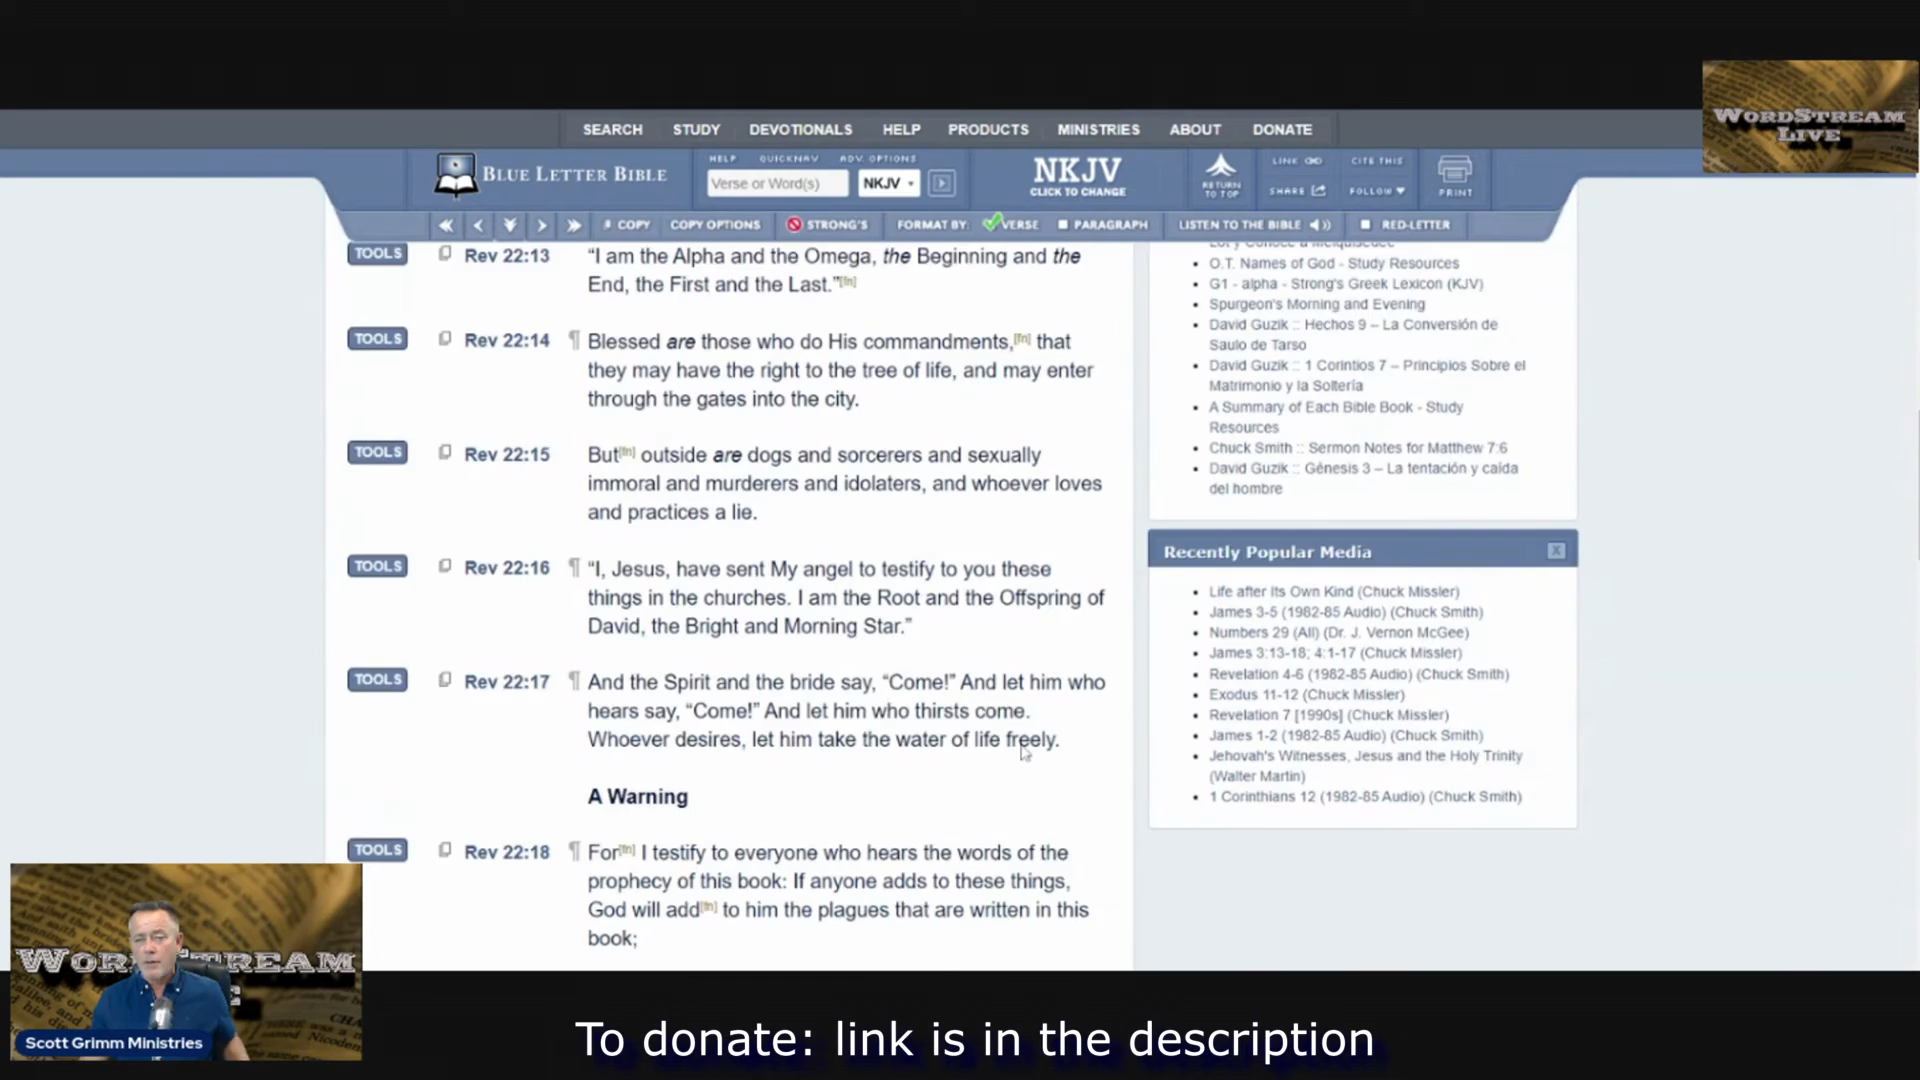 WORDSTREAM
LIVE
SEARCH STUDY DEVOTIONALS HELP PRODUCTS MINISTRIES ABOUT DONATE
BLUE LETTER BIBLE
HELP QUICKNAV ADV. OPTIONS
Verse or Word(s) NKJV
NKJV
CLICK TO CHANGE
RETURN
TO TOP
LINK CITE THIS
SHARE FOLLOW
PRINT
COPY COPY OPTIONS STRONG'S FORMAT BY: VERSE PARAGRAPH LISTEN TO THE BIBLE RED-LETTER
TOOLS Rev 22:13 “I am the Alpha and the Omega, the Beginning and the
End, the First and the Last.”[fn]
TOOLS Rev 22:14 ¶ Blessed are those who do His commandments,[fn] that
they may have the right to the tree of life, and may enter
through the gates into the city.
TOOLS Rev 22:15 But[fn] outside are dogs and sorcerers and sexually
immoral and murderers and idolaters, and whoever loves
and practices a lie.
TOOLS Rev 22:16 ¶ “I, Jesus, have sent My angel to testify to you these
things in the churches. I am the Root and the Offspring of
David, the Bright and Morning Star.”
TOOLS Rev 22:17 ¶ And the Spirit and the bride say, “Come!” And let him who
hears say, “Come!” And let him who thirsts come.
Whoever desires, let him take the water of life freely.
A Warning
TOOLS Rev 22:18 ¶ For[fn] I testify to everyone who hears the words of the
prophecy of this book: If anyone adds to these things,
God will add[fn] to him the plagues that are written in this
book;
O.T. Names of God - Study Resources
G1 - alpha - Strong's Greek Lexicon (KJV)
Spurgeon's Morning and Evening
David Guzik :: Hechos 9 – La Conversión de
Saulo de Tarso
David Guzik :: 1 Corintios 7 – Principios Sobre el
Matrimonio y la Soltería
A Summary of Each Bible Book - Study
Resources
Chuck Smith :: Sermon Notes for Matthew 7:6
David Guzik :: Génesis 3 – La tentación y caída
del hombre
Recently Popular Media X
Life after Its Own Kind (Chuck Missler)
James 3-5 (1982-85 Audio) (Chuck Smith)
Numbers 29 (All) (Dr. J. Vernon McGee)
James 3:13-18; 4:1-17 (Chuck Missler)
Revelation 4-6 (1982-85 Audio) (Chuck Smith)
Exodus 11-12 (Chuck Missler)
Revelation 7 [1990s] (Chuck Missler)
James 1-2 (1982-85 Audio) (Chuck Smith)
Jehovah's Witnesses, Jesus and the Holy Trinity
(Walter Martin)
1 Corinthians 12 (1982-85 Audio) (Chuck Smith)
Scott Grimm Ministries
To donate: link is in the description